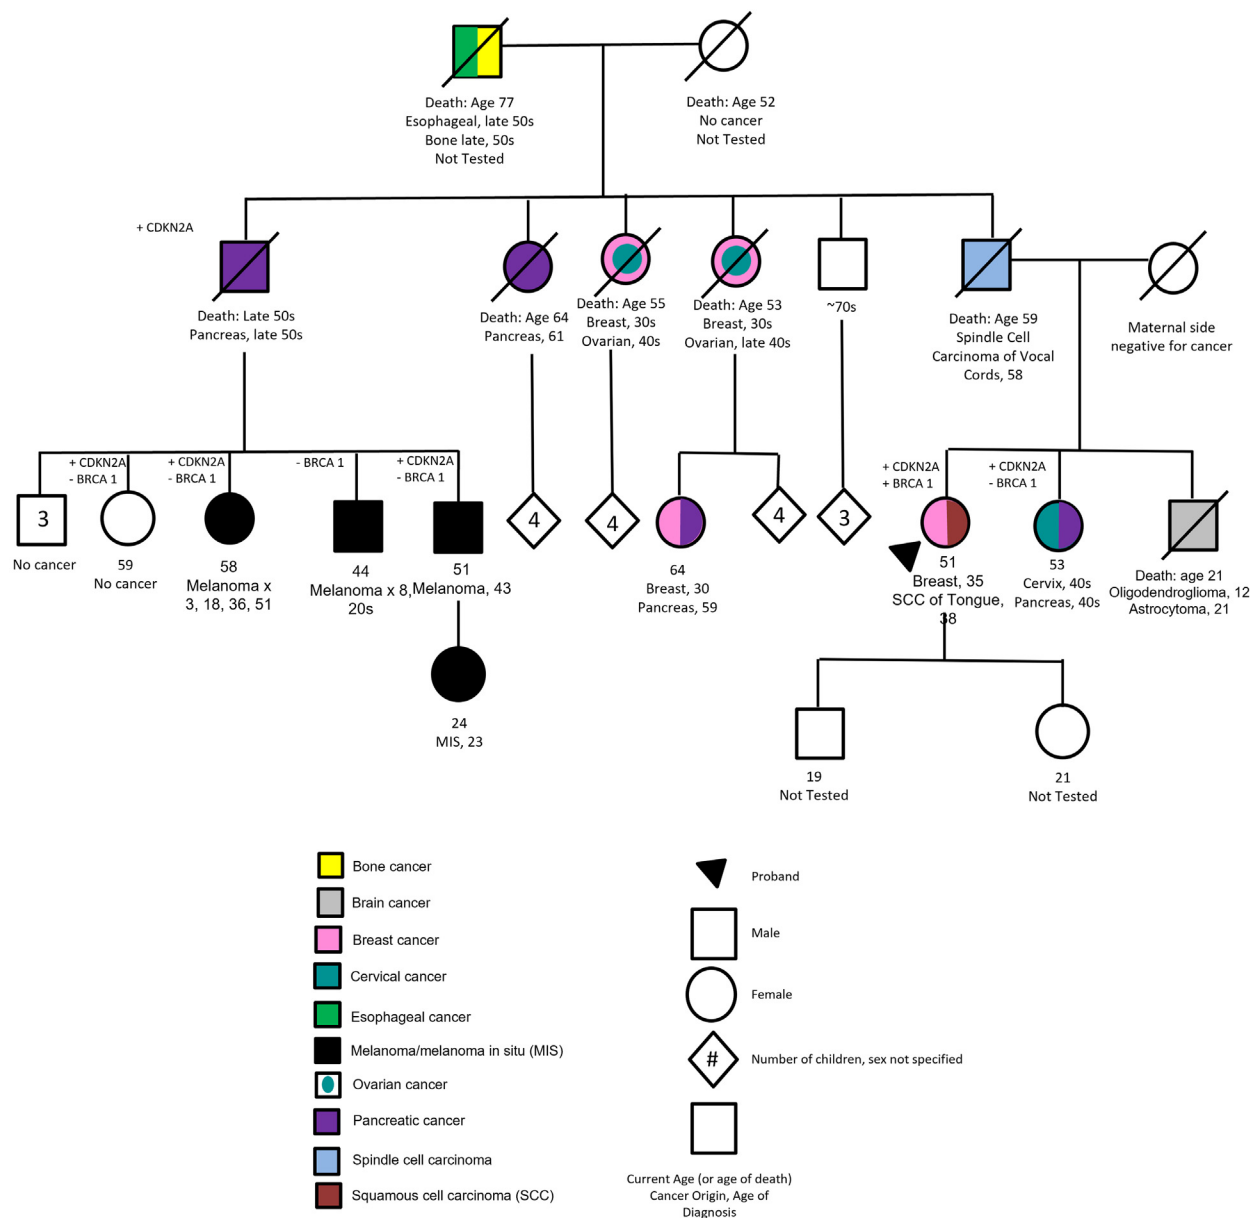 Death: Age 77
Esophageal, late 50s
Bone late, 50s
Not Tested
Death: Age 52
No cancer
Not Tested
+ CDKN2A
Death: Late 50s
Pancreas, late 50s
Death: Age 64
Pancreas, 61
Death: Age 55
Breast, 30s
Ovarian, 40s
Death: Age 53
Breast, 30s
Ovarian, late 40s
~70s
Death: Age 59
Spindle Cell
Carcinoma of Vocal
Cords, 58
Maternal side
negative for cancer
3
No cancer
+ CDKN2A
- BRCA 1
59
No cancer
+ CDKN2A
- BRCA 1
58
Melanoma x
3, 18, 36, 51
- BRCA 1
44
Melanoma x 8,
20s
+ CDKN2A
- BRCA 1
51
Melanoma, 43
4
4
64
Breast, 30
Pancreas, 59
4
3
+ CDKN2A
+ BRCA 1
51
Breast, 35
SCC of Tongue,
38
+ CDKN2A
- BRCA 1
53
Cervix, 40s
Pancreas, 40s
Death: age 21
Oligodendroglioma, 12
Astrocytoma, 21
24
MIS, 23
19
Not Tested
21
Not Tested
Bone cancer
Brain cancer
Breast cancer
Cervical cancer
Esophageal cancer
Melanoma/melanoma in situ (MIS)
Ovarian cancer
Pancreatic cancer
Spindle cell carcinoma
Squamous cell carcinoma (SCC)
Proband
Male
Female
#
Number of children, sex not specified
Current Age (or age of death)
Cancer Origin, Age of
Diagnosis